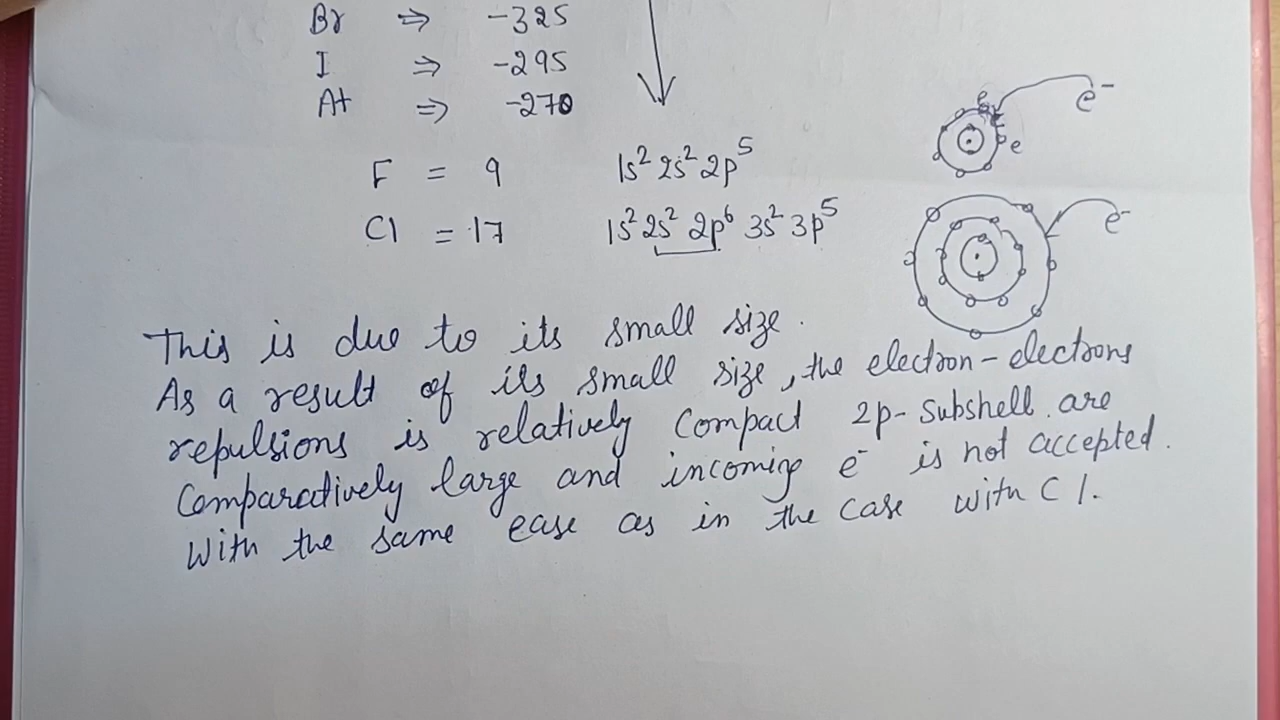 Br ⇒ -325
I ⇒ -295
At ⇒ -270
e e⁻
e
F = 9 1s² 2s² 2p⁵
Cl = 17 1s² 2s² 2p⁶ 3s² 3p⁵
e⁻
This is due to its small size.
As a result of its small size, the electron-electrons
repulsions is relatively compact 2p-subshell. are
Comparatively large and incoming e⁻ is not accepted.
With the same ease as in the case with Cl.